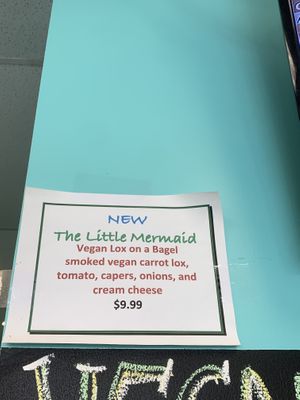 NEW
The Little Mermaid
Vegan Lox on a Bagel
smoked vegan carrot lox,
tomato, capers, onions, and
cream cheese
$9.99